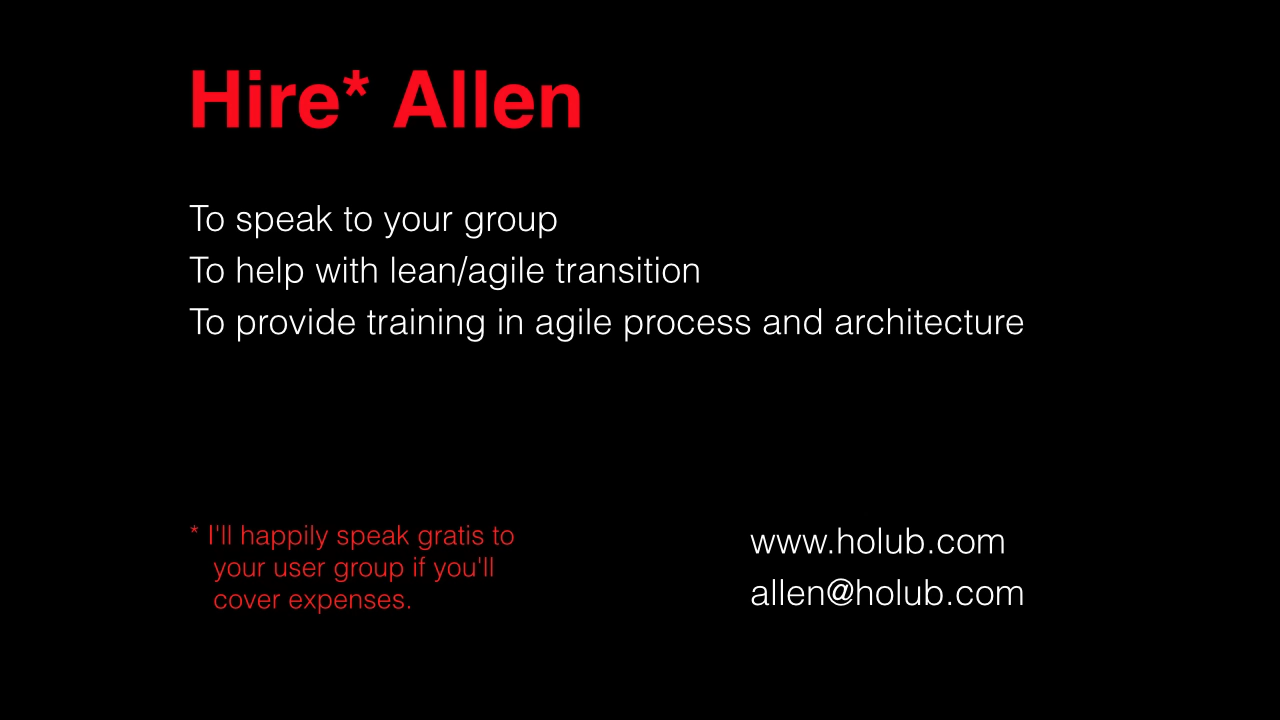 Hire* Allen
To speak to your group
To help with lean/agile transition
To provide training in agile process and architecture
* I'll happily speak gratis to
your user group if you'll
cover expenses.
www.holub.com
allen@holub.com